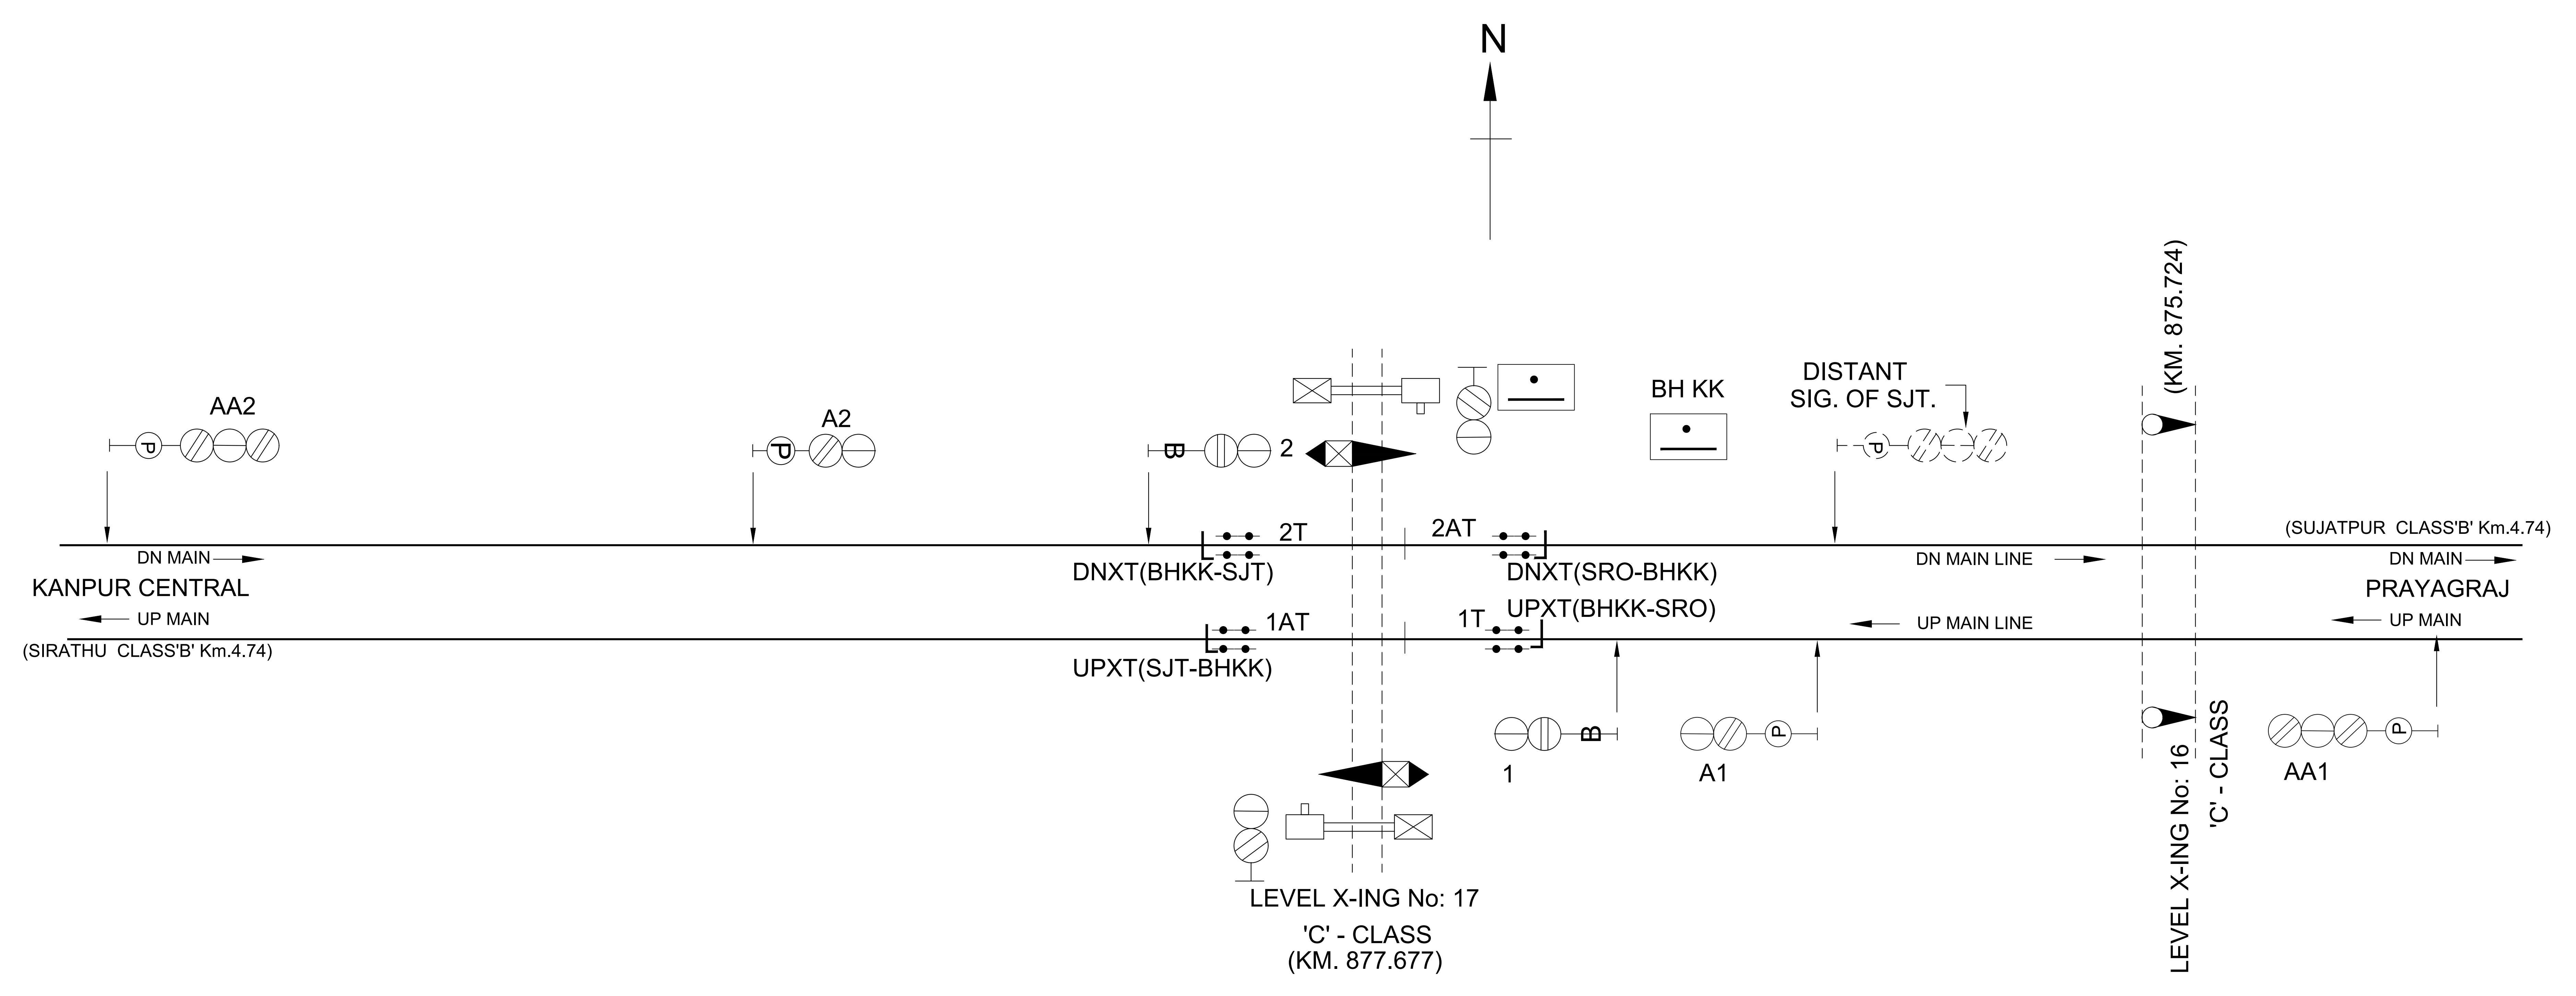 N
(KM. 875.724)
DISTANT
SIG. OF SJT.
BH KK
AA2
A2
P
P
B
2
P
2T
2AT
(SUJATPUR CLASS'B' Km.4.74)
DN MAIN
DNXT(BHKK-SJT)
DNXT(SRO-BHKK)
DN MAIN LINE
DN MAIN
KANPUR CENTRAL
PRAYAGRAJ
UP MAIN
1AT
1T
UPXT(BHKK-SRO)
UP MAIN LINE
UP MAIN
(SIRATHU CLASS'B' Km.4.74)
UPXT(SJT-BHKK)
B
P
P
1
A1
AA1
LEVEL X-ING No: 16
'C' - CLASS
LEVEL X-ING No: 17
'C' - CLASS
(KM. 877.677)